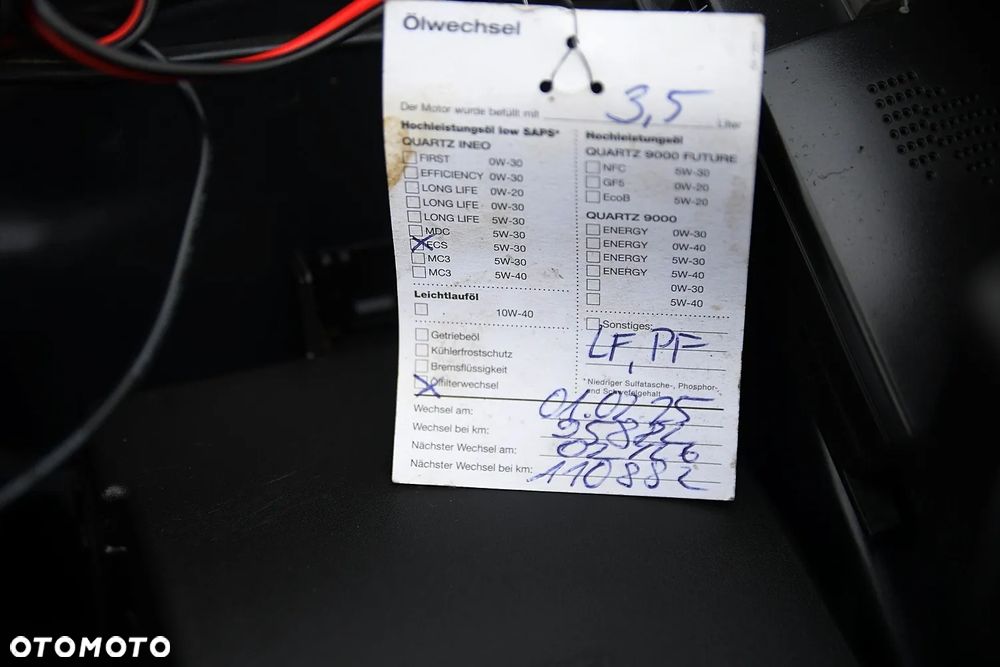 Ölwechsel
Der Motor wurde befüllt mit 3,5 Liter
Hochleistungsöl low SAPS*
QUARTZ INEO
FIRST 0W-30
EFFICIENCY 0W-30
LONG LIFE 0W-20
LONG LIFE 0W-30
LONG LIFE 5W-30
MDC 5W-30
ECS 5W-30
MC3 5W-30
MC3 5W-40
Leichtlauföl
10W-40
Getriebeöl
Kühlerfrostschutz
Bremsflüssigkeit
Ölfilterwechsel
Hochleistungsöl
QUARTZ 9000 FUTURE
NFC 5W-30
GF5 0W-20
EcoB 5W-20
QUARTZ 9000
ENERGY 0W-30
ENERGY 0W-40
ENERGY 5W-30
ENERGY 5W-40
0W-30
5W-40
Sonstiges:
LF, PF
* Niedriger Sulfatasche-, Phosphor-
und Schwefelgehalt
Wechsel am: 01.02.25
Wechsel bei km: 95882
Nächster Wechsel am: 02
Nächster Wechsel bei km: 110882
OTOMOTO